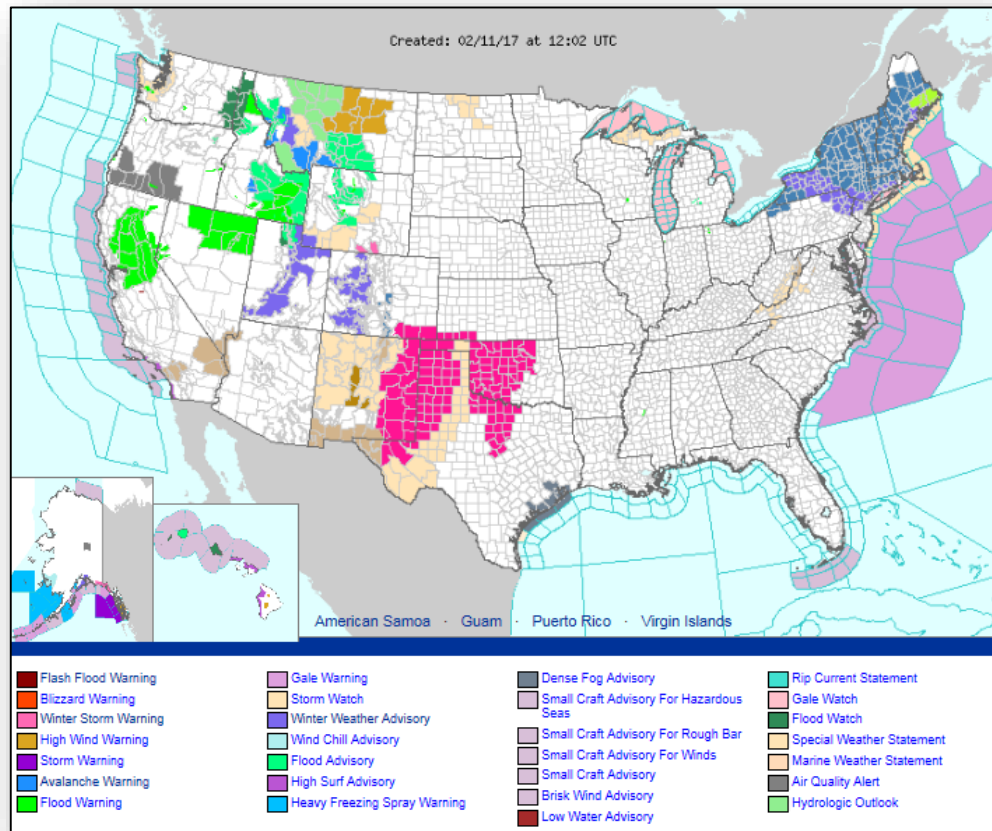 Created: 02/11/17 at 12:02 UTC
American Samoa · Guam · Puerto Rico · Virgin Islands
Flash Flood Warning
Blizzard Warning
Winter Storm Warning
High Wind Warning
Storm Warning
Avalanche Warning
Flood Warning
Gale Warning
Storm Watch
Winter Weather Advisory
Wind Chill Advisory
Flood Advisory
High Surf Advisory
Heavy Freezing Spray Warning
Dense Fog Advisory
Small Craft Advisory For Hazardous
Seas
Small Craft Advisory For Rough Bar
Small Craft Advisory For Winds
Small Craft Advisory
Brisk Wind Advisory
Low Water Advisory
Rip Current Statement
Gale Watch
Flood Watch
Special Weather Statement
Marine Weather Statement
Air Quality Alert
Hydrologic Outlook